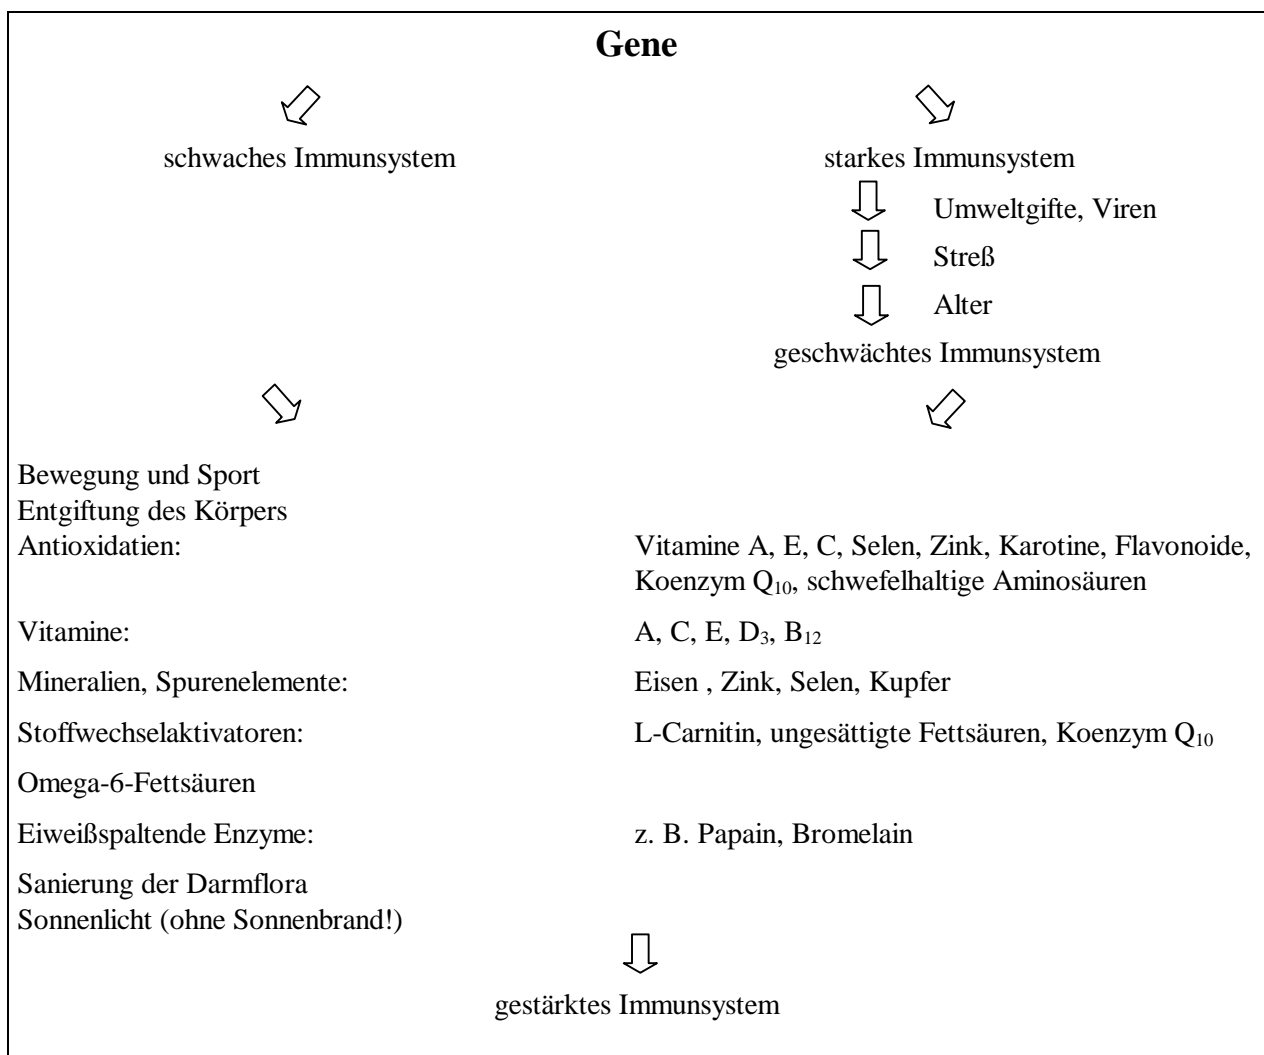 Gene
schwaches Immunsystem
starkes Immunsystem
Umweltgifte, Viren
Streß
Alter
geschwächtes Immunsystem
Bewegung und Sport
Entgiftung des Körpers
Antioxidatien: Vitamine A, E, C, Selen, Zink, Karotine, Flavonoide,
Koenzym Q₁₀, schwefelhaltige Aminosäuren
Vitamine: A, C, E, D₃, B₁₂
Mineralien, Spurenelemente: Eisen , Zink, Selen, Kupfer
Stoffwechselaktivatoren: L-Carnitin, ungesättigte Fettsäuren, Koenzym Q₁₀
Omega-6-Fettsäuren
Eiweißspaltende Enzyme: z. B. Papain, Bromelain
Sanierung der Darmflora
Sonnenlicht (ohne Sonnenbrand!)
gestärktes Immunsystem